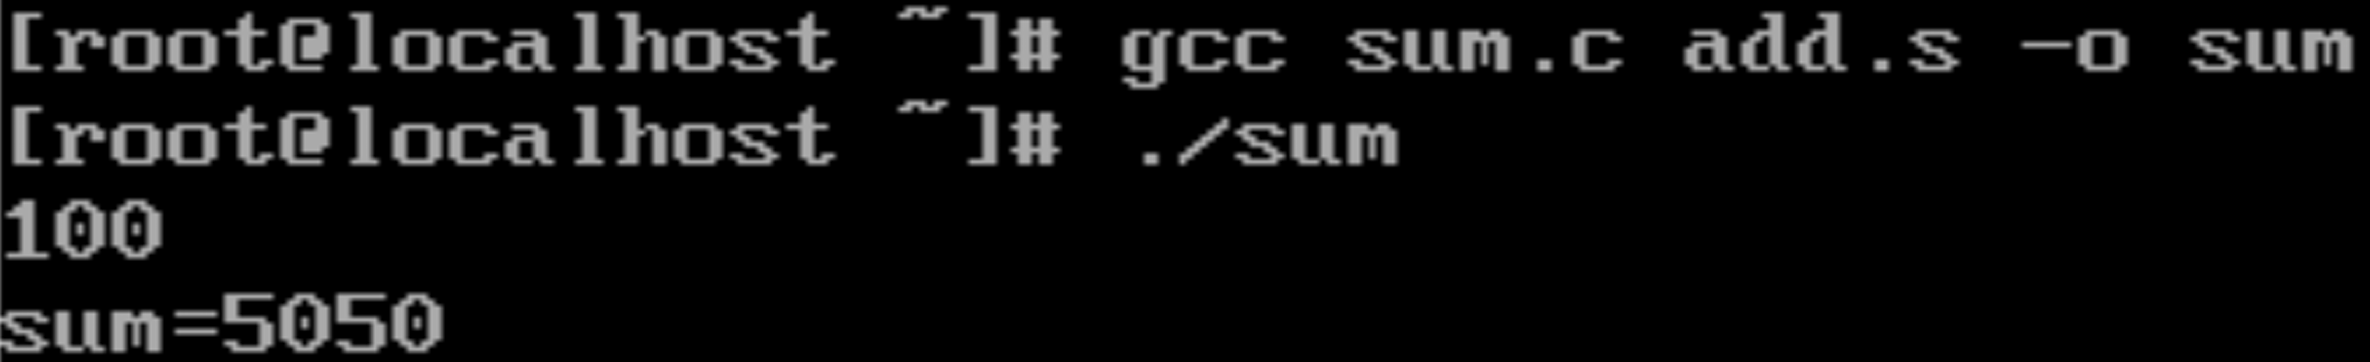 [root@localhost ~]# gcc sum.c add.s -o sum
[root@localhost ~]# ./sum
100
sum=5050